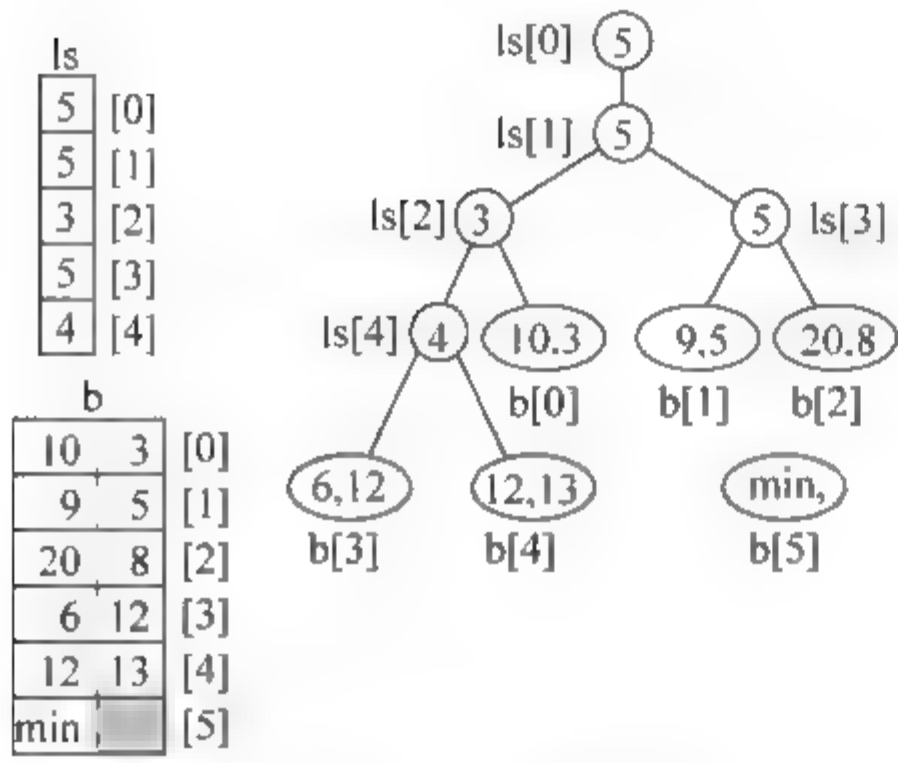 ls
5 [0]
5 [1]
3 [2]
5 [3]
4 [4]
b
10 3 [0]
9 5 [1]
20 8 [2]
6 12 [3]
12 13 [4]
min [5]
ls[0] 5
ls[1] 5
ls[2] 3
5 ls[3]
ls[4] 4
10.3
9,5
20.8
b[0]
b[1]
b[2]
6,12
12,13
min,
b[3]
b[4]
b[5]